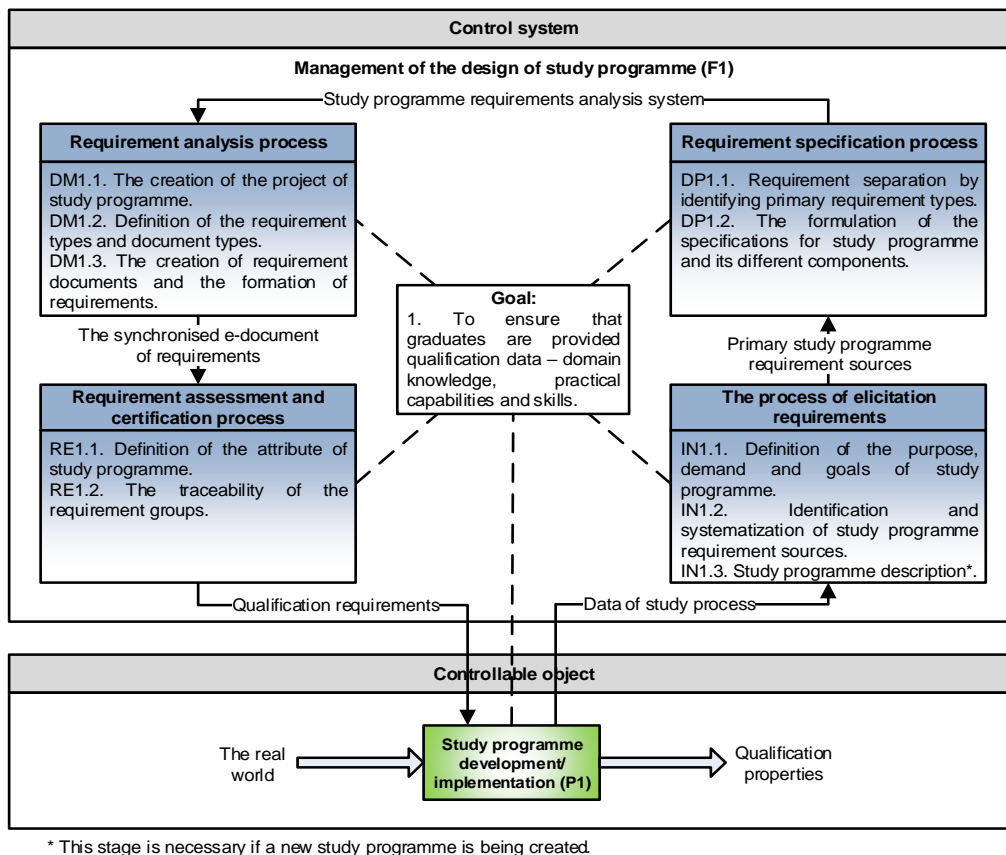 Control system
Management of the design of study programme (F1)
Study programme requirements analysis system
Requirement analysis process
DM1.1. The creation of the project of
study programme.
DM1.2. Definition of the requirement
types and document types.
DM1.3. The creation of requirement
documents and the formation of
requirements.
Requirement specification process
DP1.1. Requirement separation by
identifying primary requirement types.
DP1.2. The formulation of the
specifications for study programme
and its different components.
Goal:
1. To ensure that
graduates are provided
qualification data – domain
knowledge, practical
capabilities and skills.
The synchronised e-document
of requirements
Primary study programme
requirement sources
Requirement assessment and
certification process
RE1.1. Definition of the attribute of
study programme.
RE1.2. The traceability of the
requirement groups.
The process of elicitation
requirements
IN1.1. Definition of the purpose,
demand and goals of study
programme.
IN1.2. Identification and
systematization of study programme
requirement sources.
IN1.3. Study programme description*.
Qualification requirements
Data of study process
Controllable object
The real
world
Study programme
development/
implementation (P1)
Qualification
properties
* This stage is necessary if a new study programme is being created.